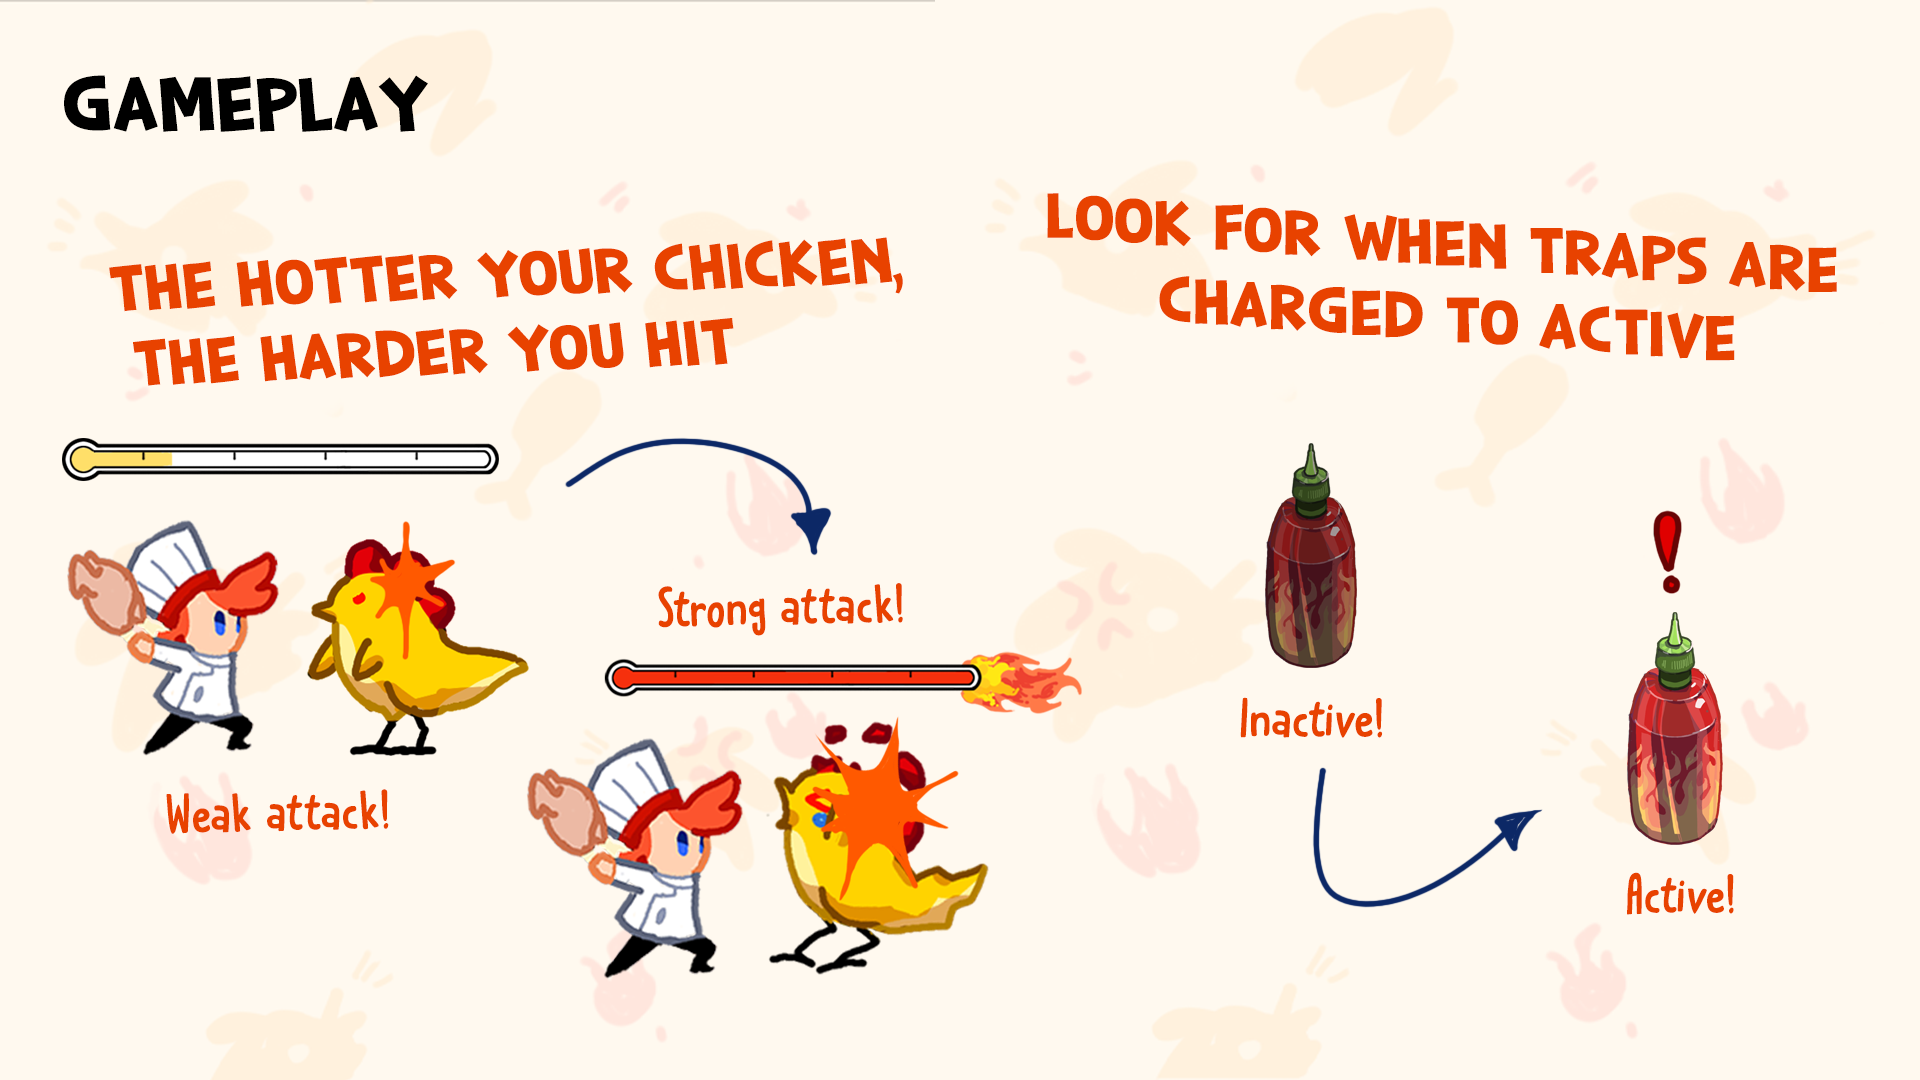 GAMEPLAY
THE HOTTER YOUR CHICKEN,
THE HARDER YOU HIT
Weak attack!
Strong attack!
LOOK FOR WHEN TRAPS ARE
CHARGED TO ACTIVE
Inactive!
!
Active!